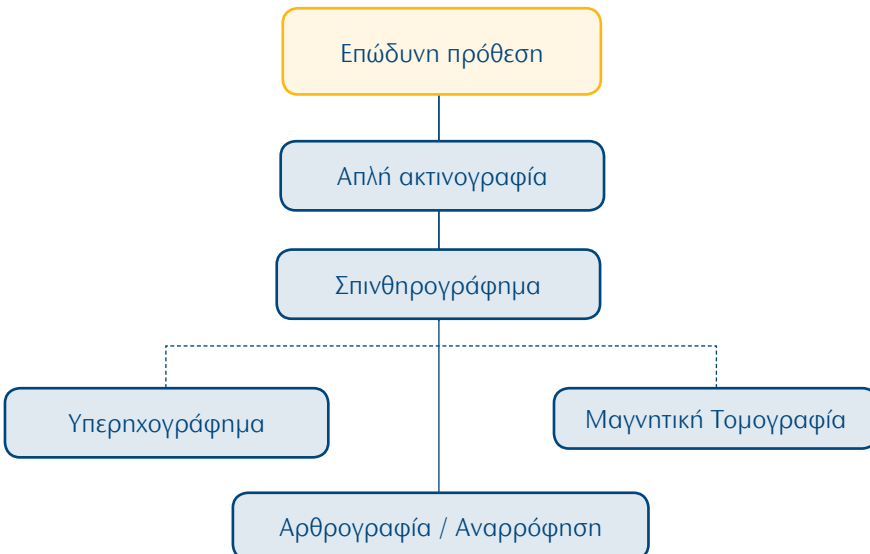 Επώδυνη πρόθεση
Απλή ακτινογραφία
Σπινθηρογράφημα
Υπερηχογράφημα
Μαγνητική Τομογραφία
Αρθρογραφία / Αναρρόφηση